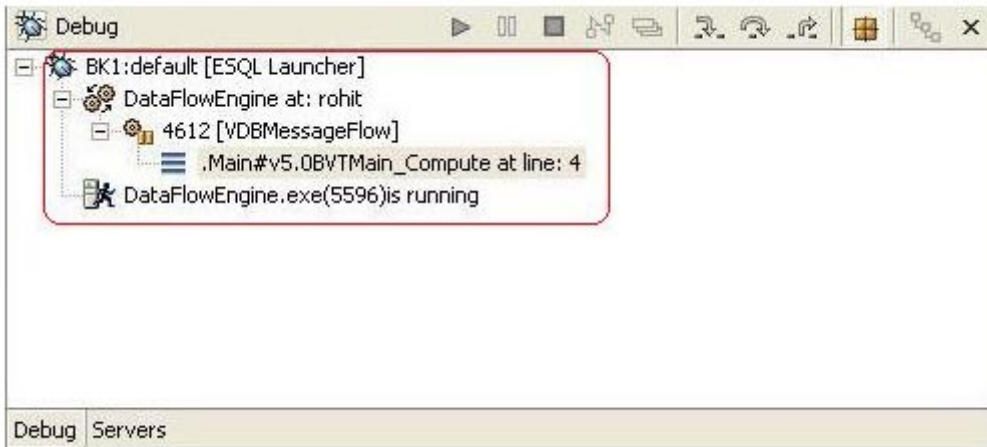 Debug
BK1:default [ESQL Launcher]
DataFlowEngine at: rohit
4612 [VDBMessageFlow]
.Main#v5.0BVTMain_Compute at line: 4
DataFlowEngine.exe(5596)is running
Debug Servers